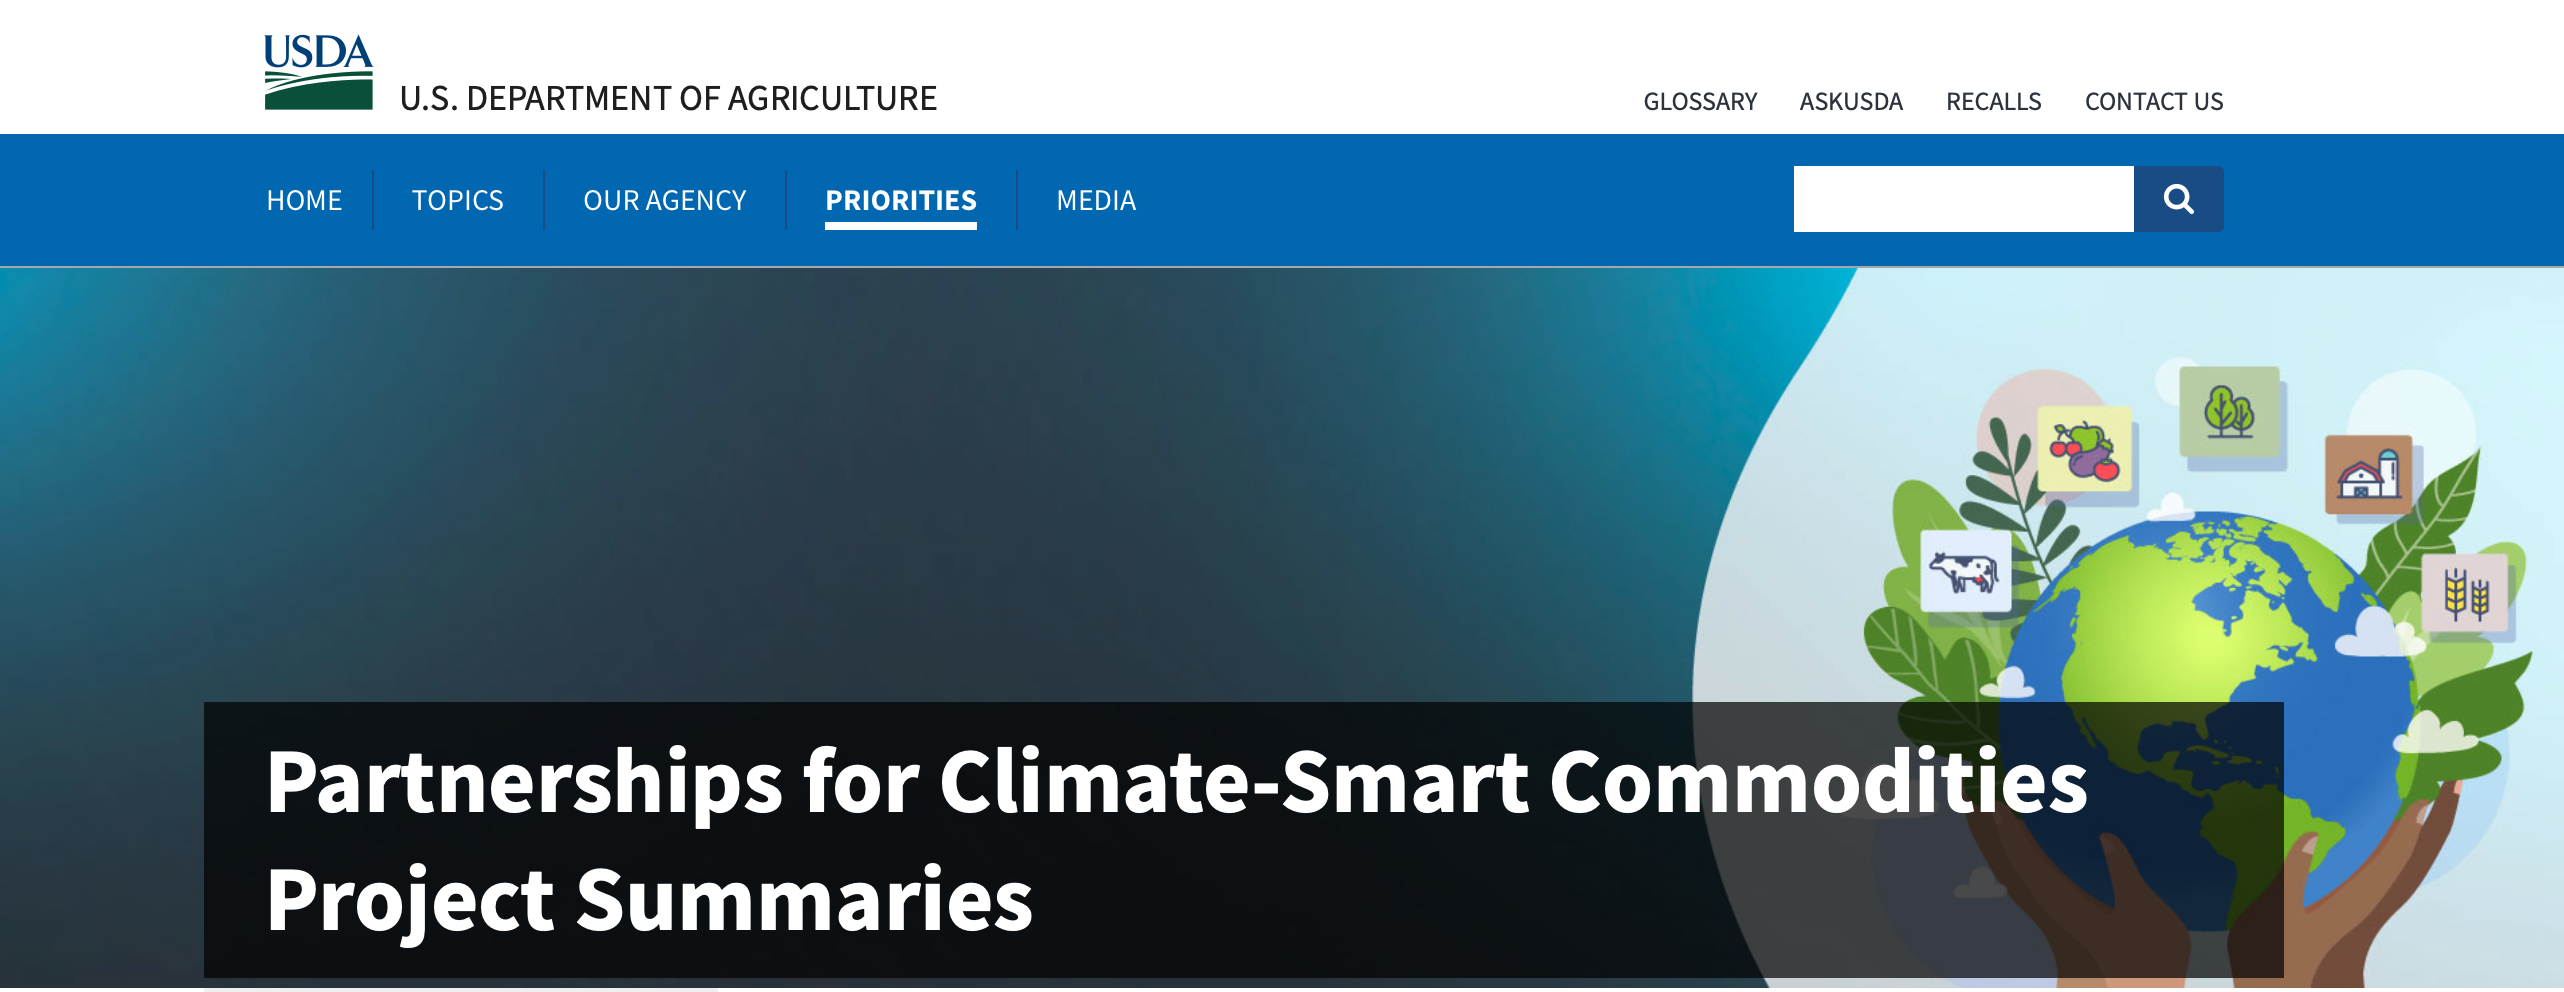 USDA
U.S. DEPARTMENT OF AGRICULTURE
GLOSSARY ASKUSDA RECALLS CONTACT US
HOME TOPICS OUR AGENCY PRIORITIES MEDIA
Partnerships for Climate-Smart Commodities
Project Summaries